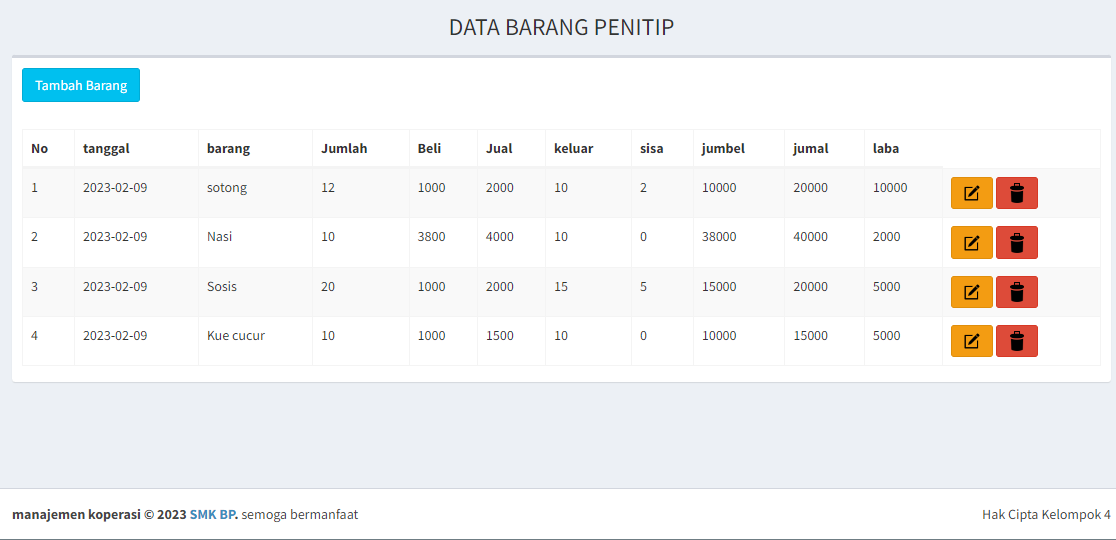 DATA BARANG PENITIP
Tambah Barang
No tanggal barang Jumlah Beli Jual keluar sisa jumbel jumal laba
1 2023-02-09 sotong 12 1000 2000 10 2 10000 20000 10000
2 2023-02-09 Nasi 10 3800 4000 10 0 38000 40000 2000
3 2023-02-09 Sosis 20 1000 2000 15 5 15000 20000 5000
4 2023-02-09 Kue cucur 10 1000 1500 10 0 10000 15000 5000
manajemen koperasi © 2023 SMK BP. semoga bermanfaat Hak Cipta Kelompok 4